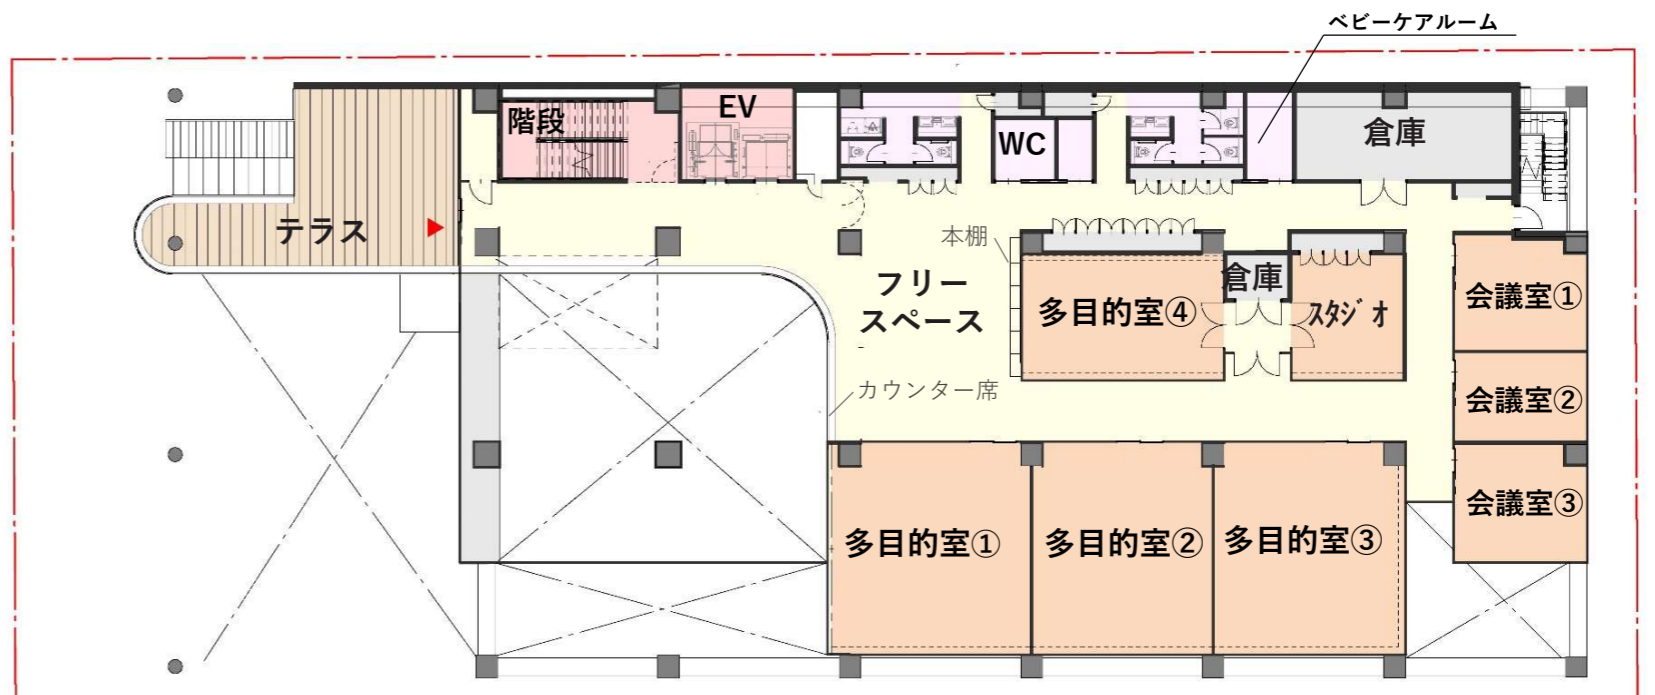 ベビーケアルーム
階段
EV
WC
倉庫
テラス
本棚
フリー
スペース
多目的室④
倉庫
ｽﾀｼﾞｵ
会議室①
会議室②
会議室③
カウンター席
多目的室①
多目的室②
多目的室③